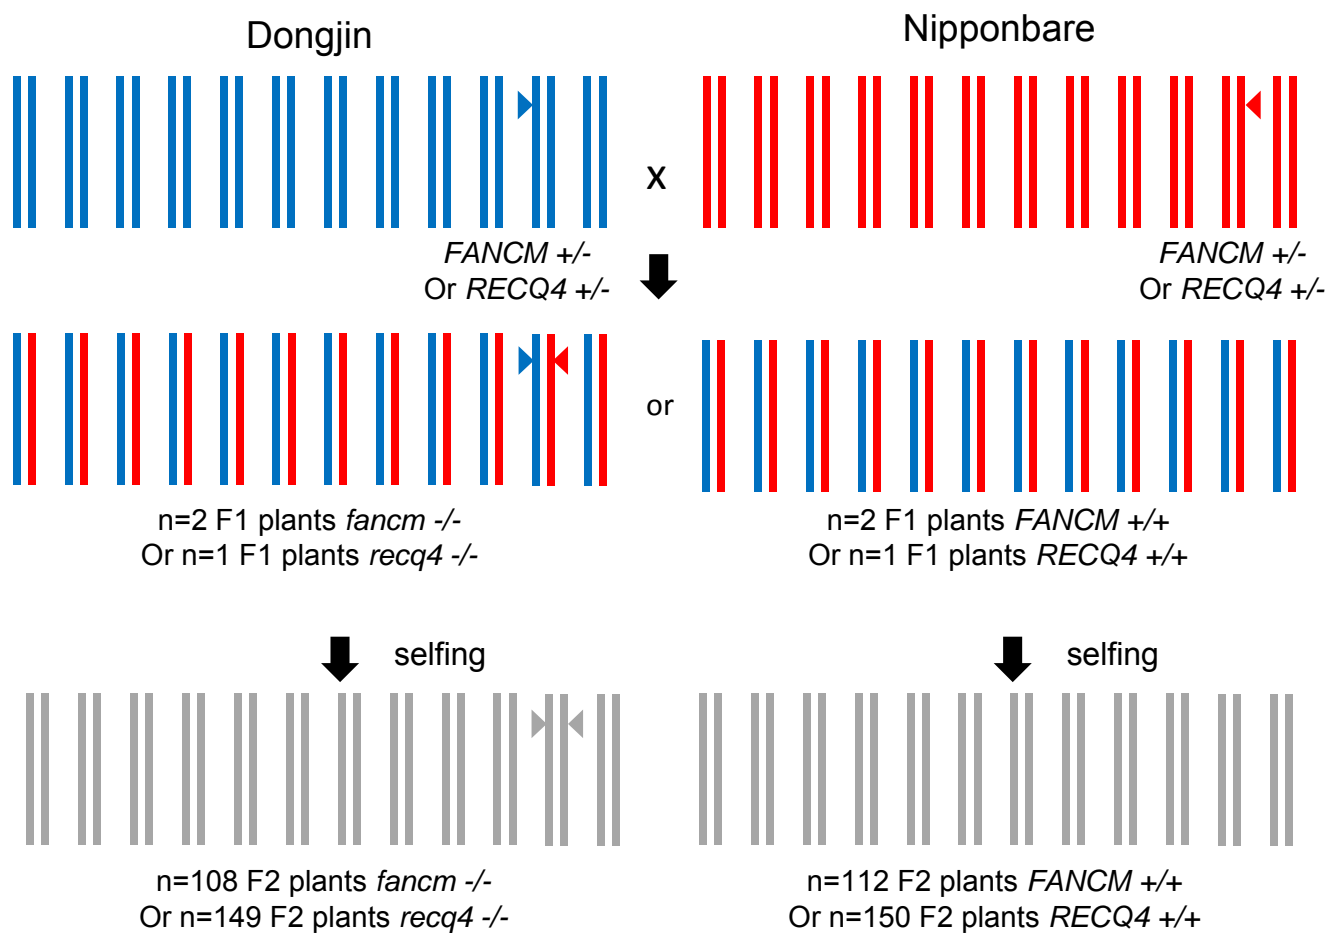 Dongjin
Nipponbare
x
FANCM +/-
Or RECQ4 +/-
FANCM +/-
Or RECQ4 +/-
or
n=2 F1 plants fancm -/-
Or n=1 F1 plants recq4 -/-
n=2 F1 plants FANCM +/+
Or n=1 F1 plants RECQ4 +/+
selfing
selfing
n=108 F2 plants fancm -/-
Or n=149 F2 plants recq4 -/-
n=112 F2 plants FANCM +/+
Or n=150 F2 plants RECQ4 +/+